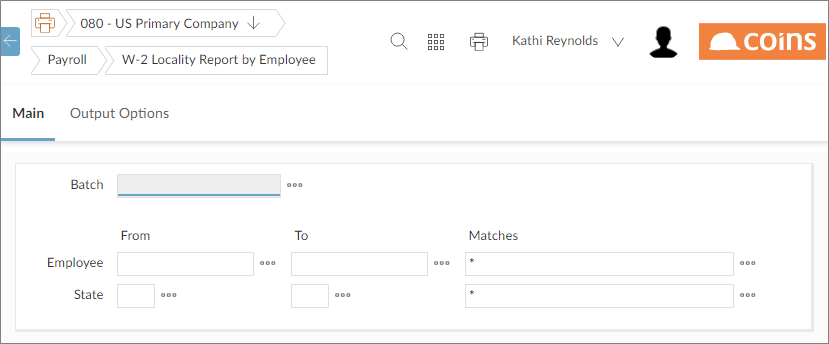 080 - US Primary Company
Payroll
W-2 Locality Report by Employee
Kathi Reynolds
coins
Main
Output Options
Batch
From To Matches
Employee *
State *